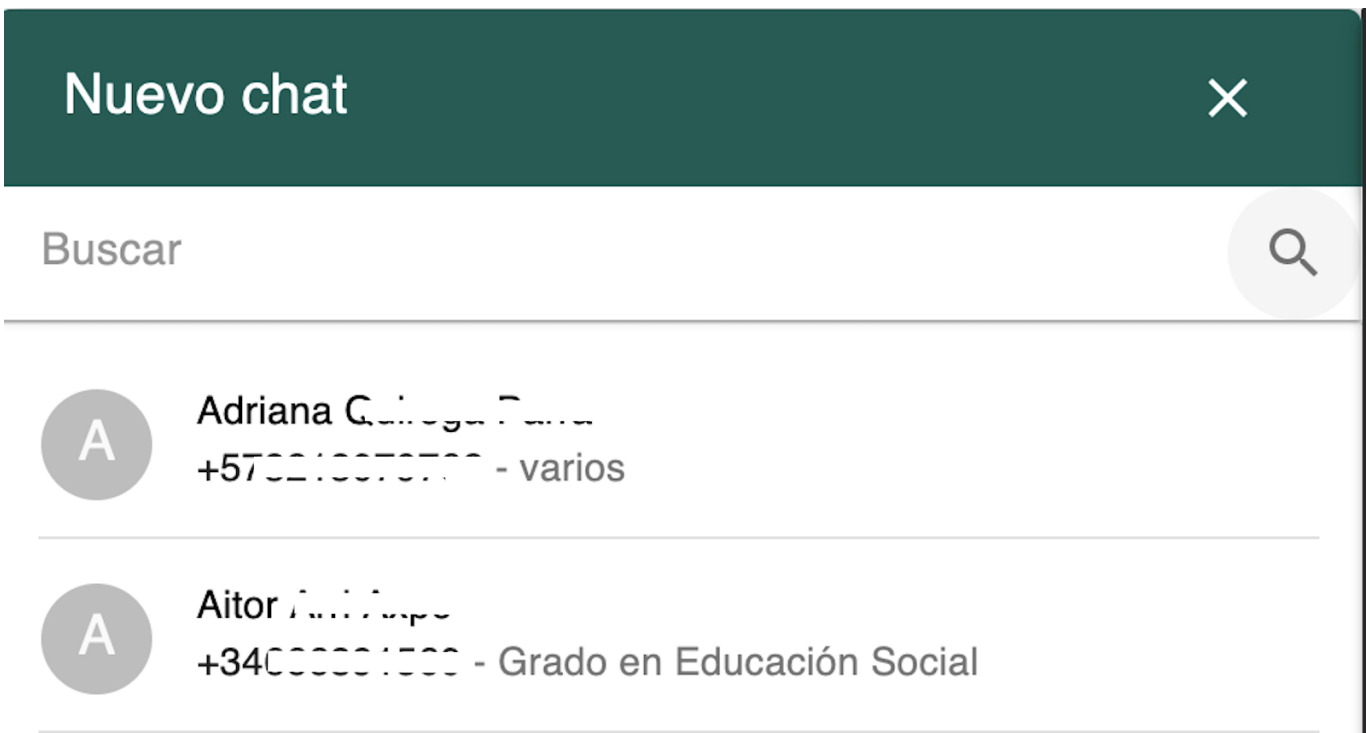 Nuevo chat
Buscar
A
Adriana
- varios
A
Aitor
- Grado en Educación Social